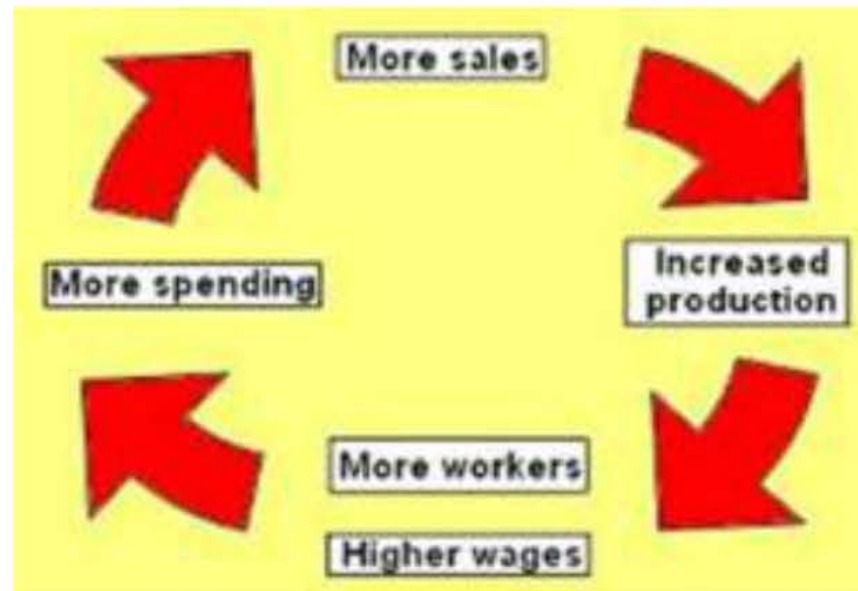 More sales
More spending
Increased
production
More workers
Higher wages